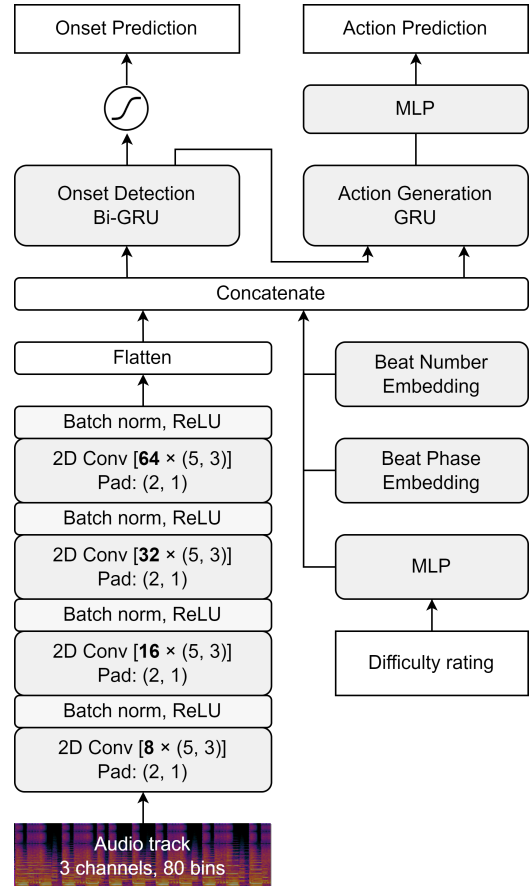 Onset Prediction
Action Prediction
MLP
Onset Detection
Bi-GRU
Action Generation
GRU
Concatenate
Flatten
Beat Number
Embedding
Batch norm, ReLU
2D Conv [64 × (5, 3)]
Pad: (2, 1)
Beat Phase
Embedding
Batch norm, ReLU
2D Conv [32 × (5, 3)]
Pad: (2, 1)
MLP
Batch norm, ReLU
2D Conv [16 × (5, 3)]
Pad: (2, 1)
Difficulty rating
Batch norm, ReLU
2D Conv [8 × (5, 3)]
Pad: (2, 1)
Audio track
3 channels, 80 bins